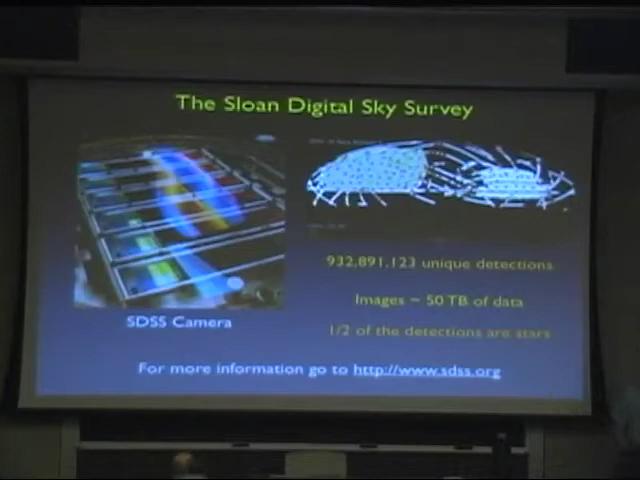 The Sloan Digital Sky Survey
932,891,123 unique detections
Images ~ 50 TB of data
SDSS Camera
1/2 of the detections are stars
For more information go to http://www.sdss.org